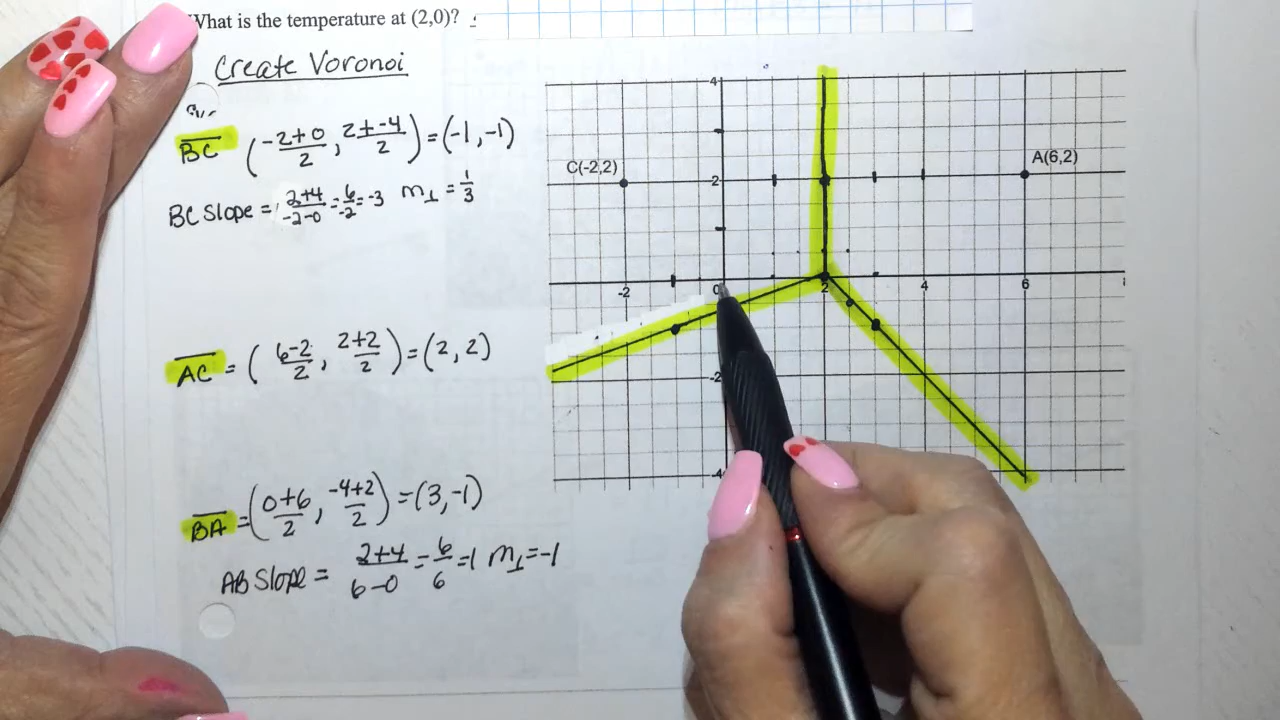 What is the temperature at (2,0)?
Create Voronoi
BC (-2+0/2, 2+-4/2) = (-1,-1)
BC Slope = 2+4/-2-0 = 6/-2 = -3 m⊥ = 1/3
AC = (6-2/2, 2+2/2) = (2, 2)
BA = (0+6/2, -4+2/2) = (3,-1)
AB Slope = 2+4/6-0 = 6/6 = 1 m⊥ = -1
4
C(-2,2)
A(6,2)
2
-2 0 2 4 6
-2
-4